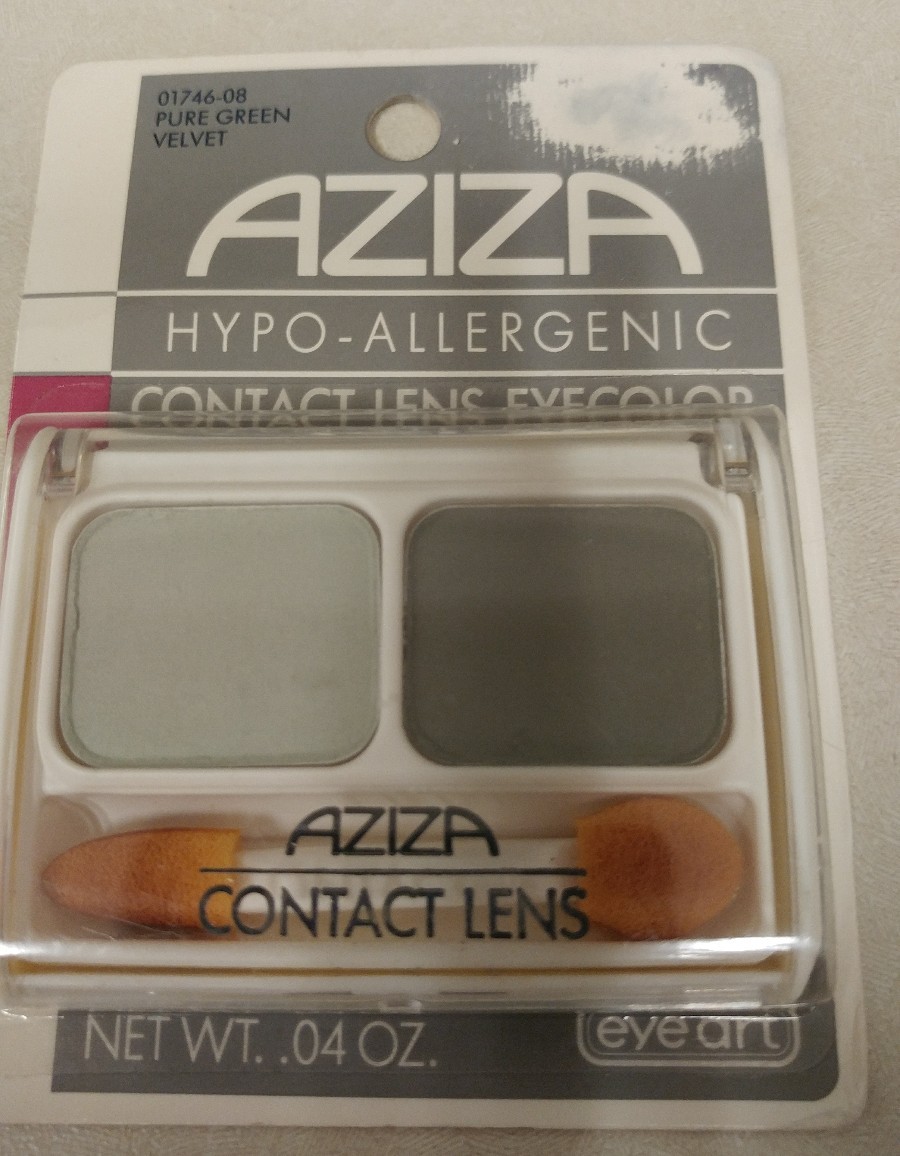 01746-08
PURE GREEN
VELVET
AZIZA
HYPO-ALLERGENIC
CONTACT LENS EYECOLOR
AZIZA
CONTACT LENS
NET WT. .04 OZ.
eye art